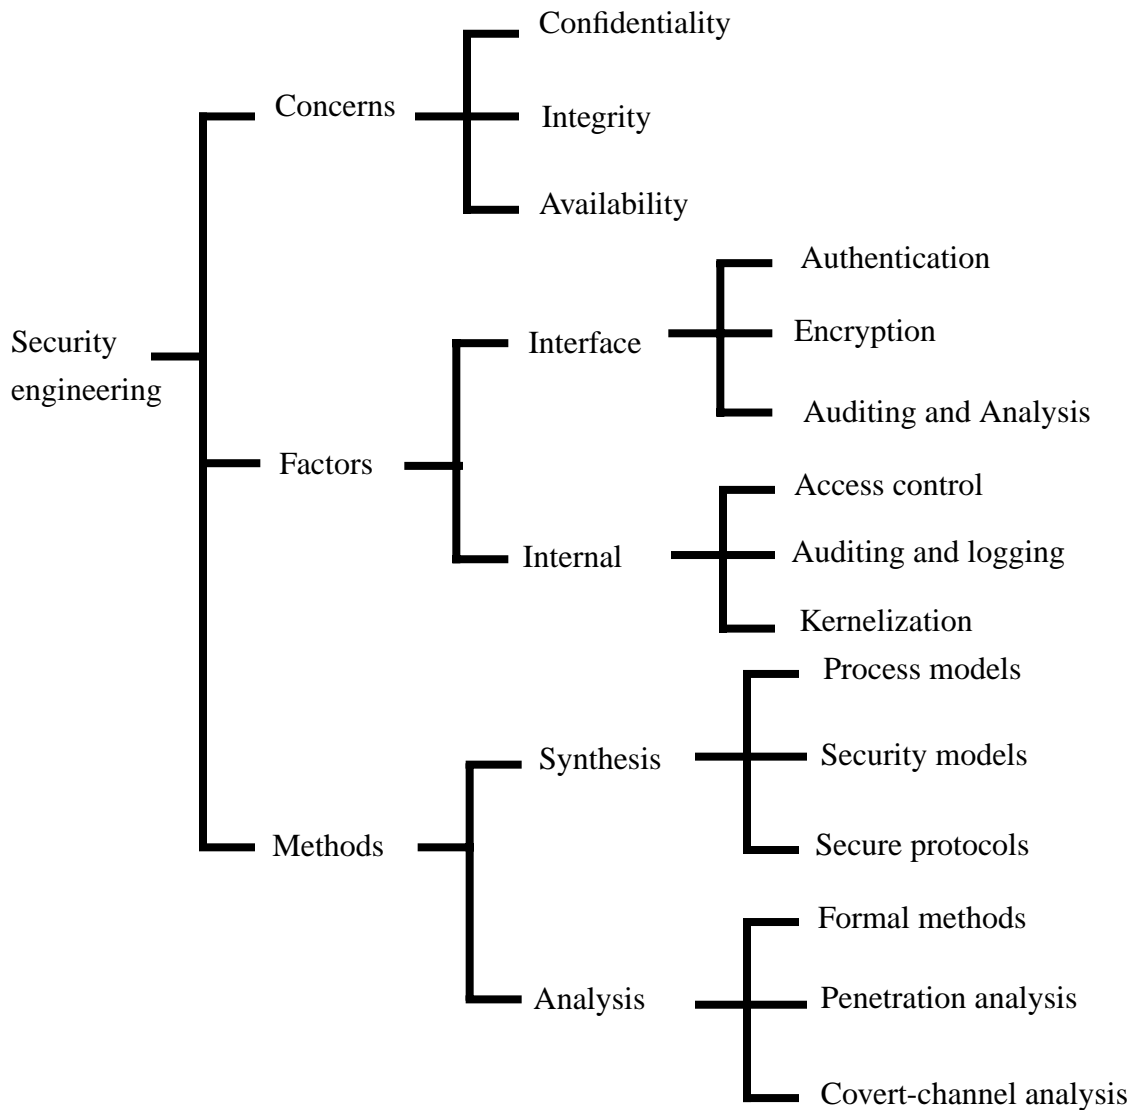 Security
engineering
Concerns
Confidentiality
Integrity
Availability
Factors
Interface
Authentication
Encryption
Auditing and Analysis
Internal
Access control
Auditing and logging
Kernelization
Methods
Synthesis
Process models
Security models
Secure protocols
Analysis
Formal methods
Penetration analysis
Covert-channel analysis